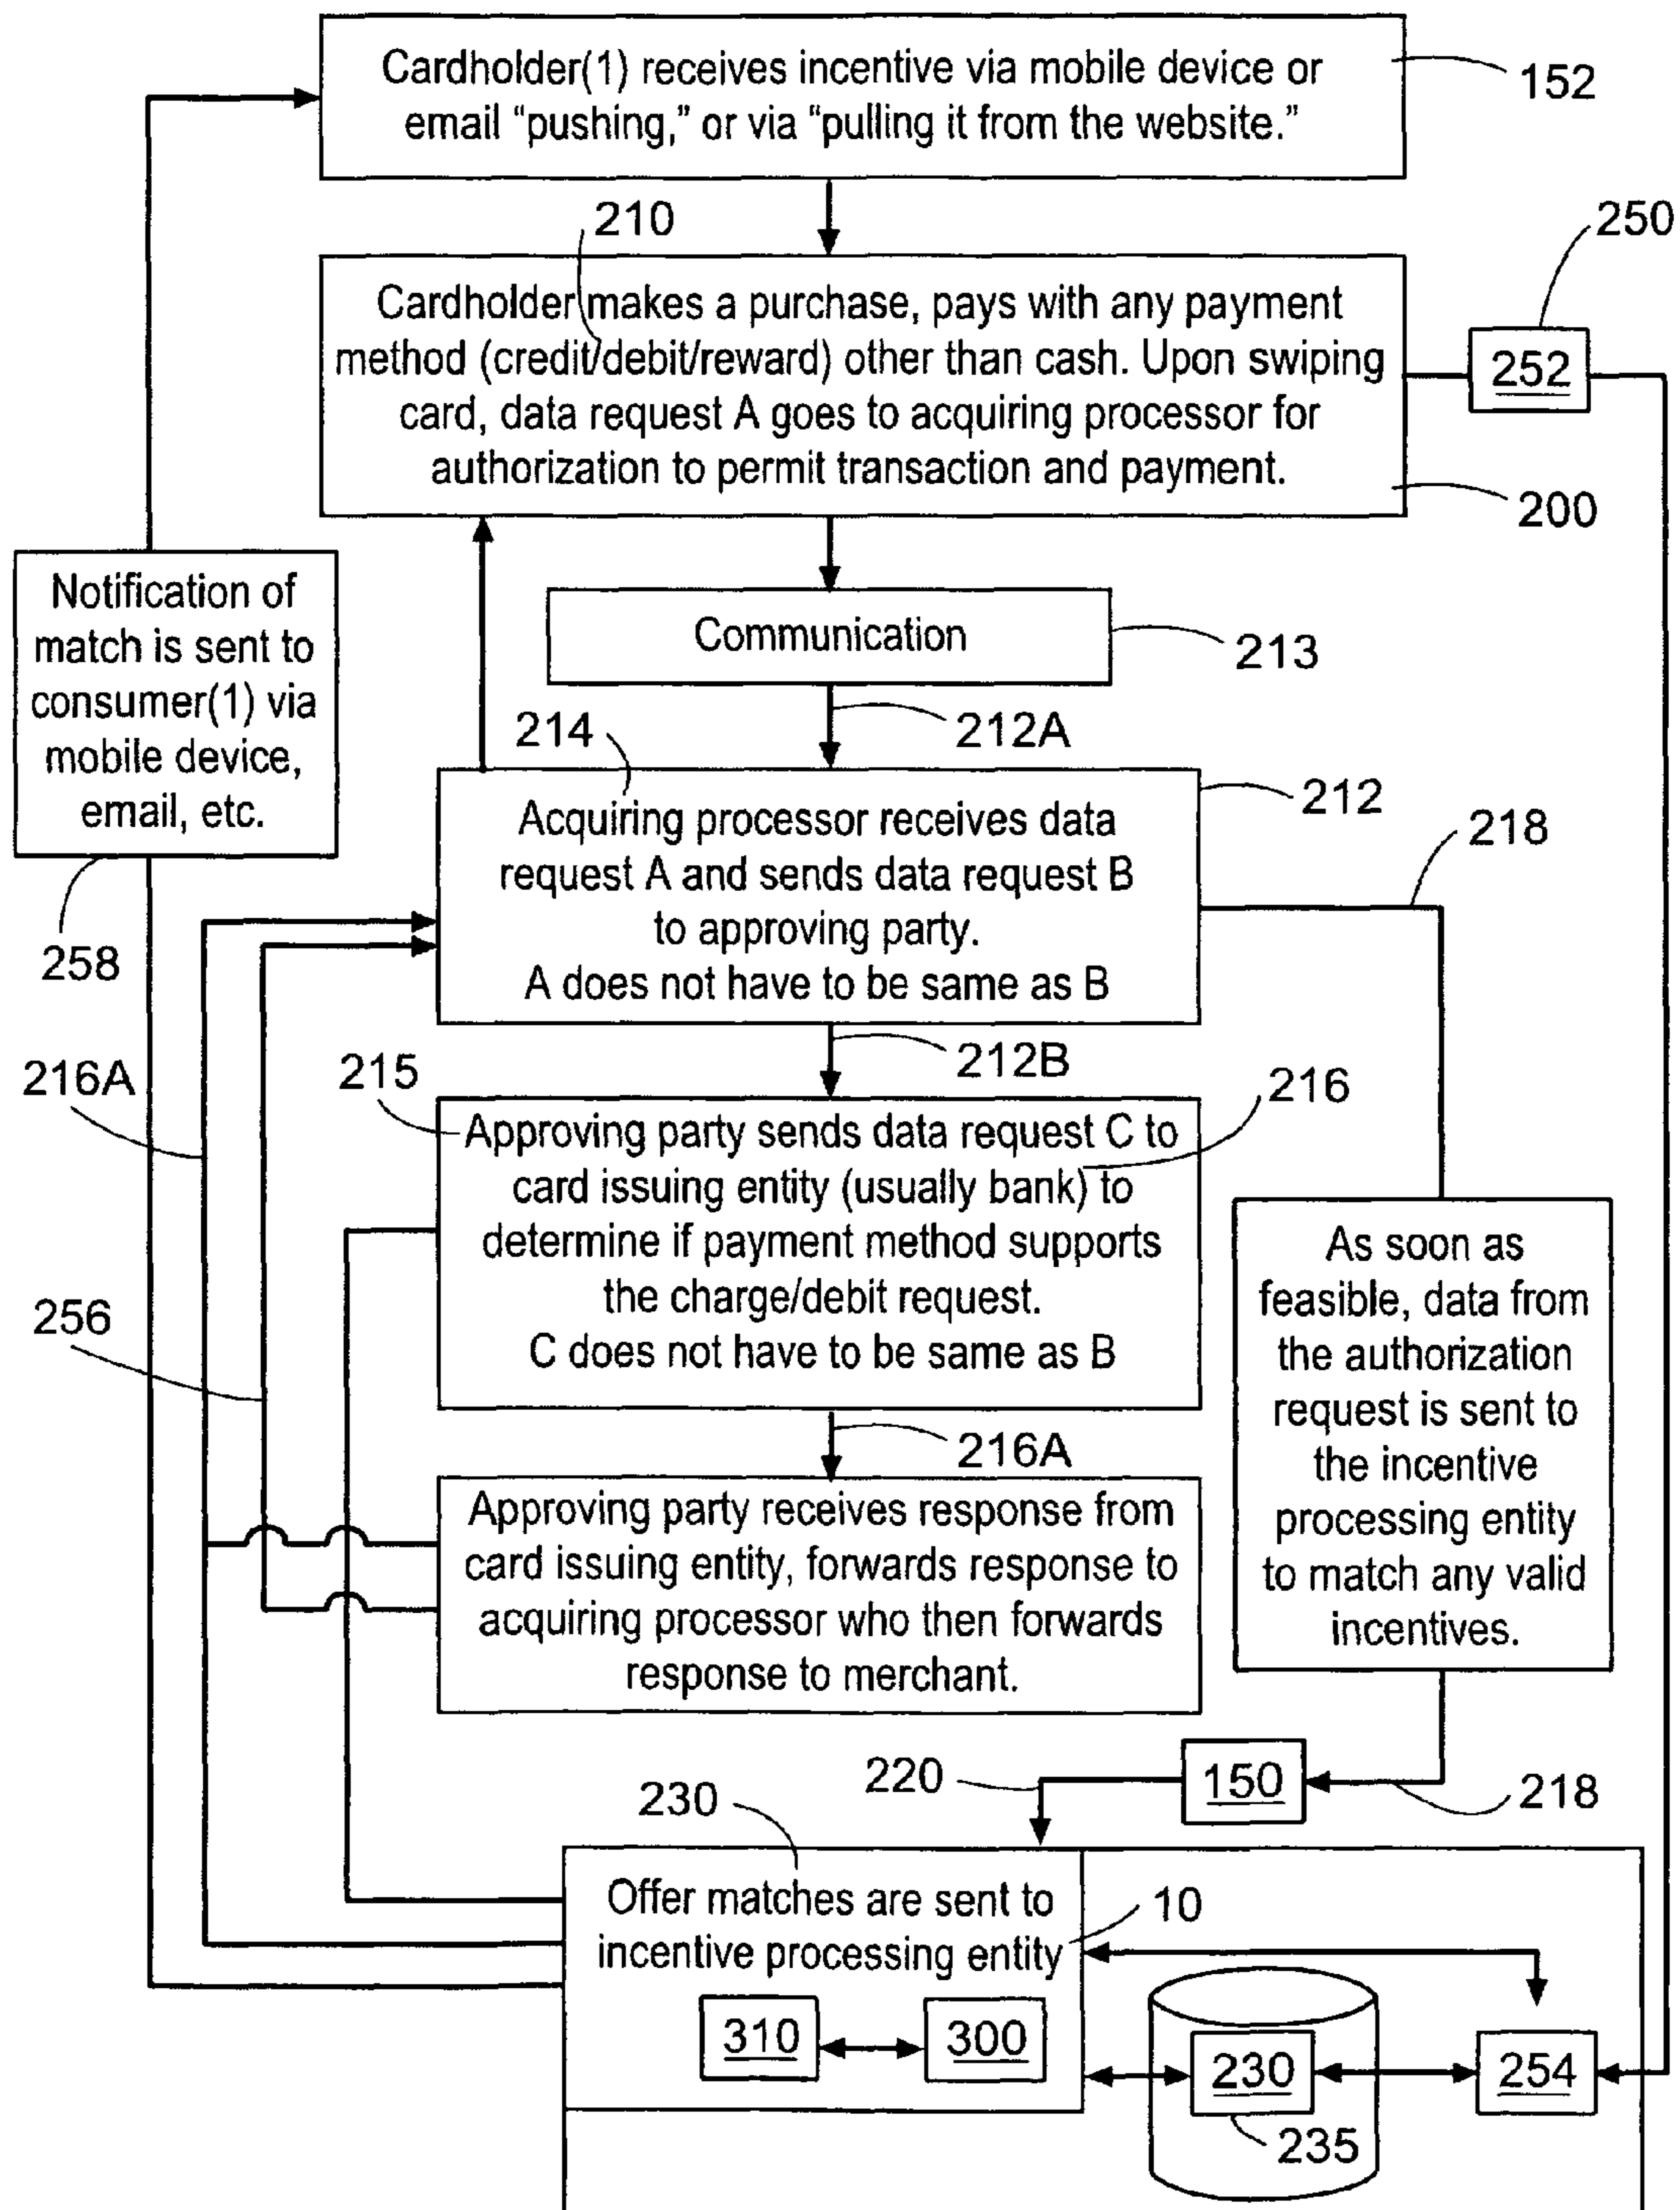 Cardholder(1) receives incentive via mobile device or
email “pushing,” or via “pulling it from the website.”
152
210
250
Cardholder makes a purchase, pays with any payment
method (credit/debit/reward) other than cash. Upon swiping
card, data request A goes to acquiring processor for
authorization to permit transaction and payment.
252
200
Notification of
match is sent to
consumer(1) via
mobile device,
email, etc.
258
Communication
213
212A
214
212
218
Acquiring processor receives data
request A and sends data request B
to approving party.
A does not have to be same as B
212B
216A
215
216
Approving party sends data request C to
card issuing entity (usually bank) to
determine if payment method supports
the charge/debit request.
C does not have to be same as B
256
As soon as
feasible, data from
the authorization
request is sent to
the incentive
processing entity
to match any valid
incentives.
216A
Approving party receives response from
card issuing entity, forwards response to
acquiring processor who then forwards
response to merchant.
220
150
218
230
Offer matches are sent to
incentive processing entity
10
310
300
230
254
235